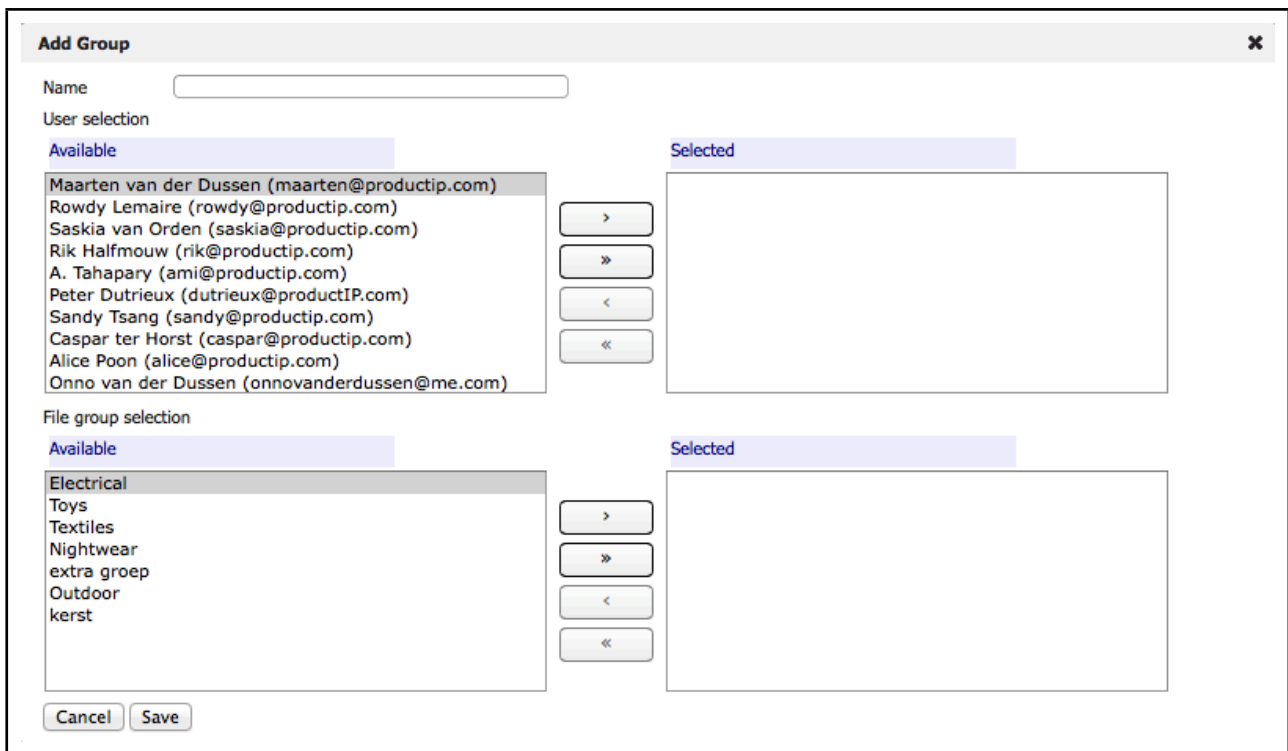 Add Group
✖
Name
User selection
Available
Selected
Maarten van der Dussen (maarten@productip.com)
Rowdy Lemaire (rowdy@productip.com)
Saskia van Orden (saskia@productip.com)
Rik Halfmouw (rik@productip.com)
A. Tahapary (ami@productip.com)
Peter Dutrieux (dutrieux@productIP.com)
Sandy Tsang (sandy@productip.com)
Caspar ter Horst (caspar@productip.com)
Alice Poon (alice@productip.com)
Onno van der Dussen (onnovanderdussen@me.com)
›
»
‹
«
File group selection
Available
Selected
Electrical
Toys
Textiles
Nightwear
extra groep
Outdoor
kerst
›
»
‹
«
Cancel
Save